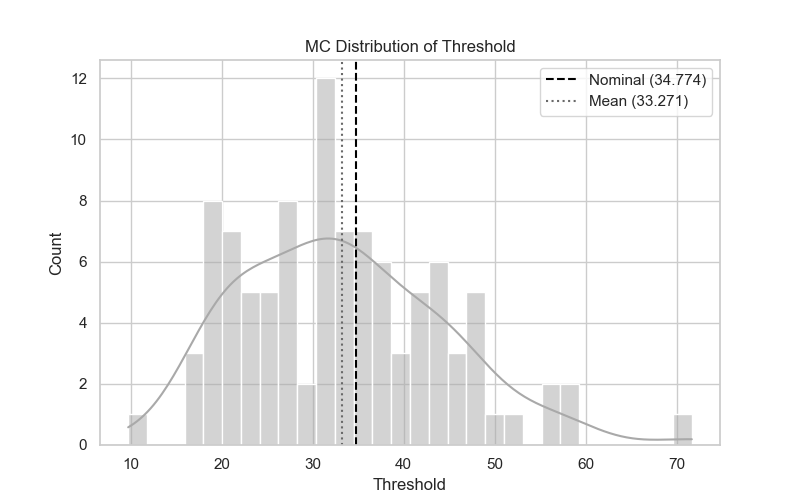 MC Distribution of Threshold
Nominal (34.774)
Mean (33.271)
Count
12
10
8
6
4
2
0
10 20 30 40 50 60 70
Threshold